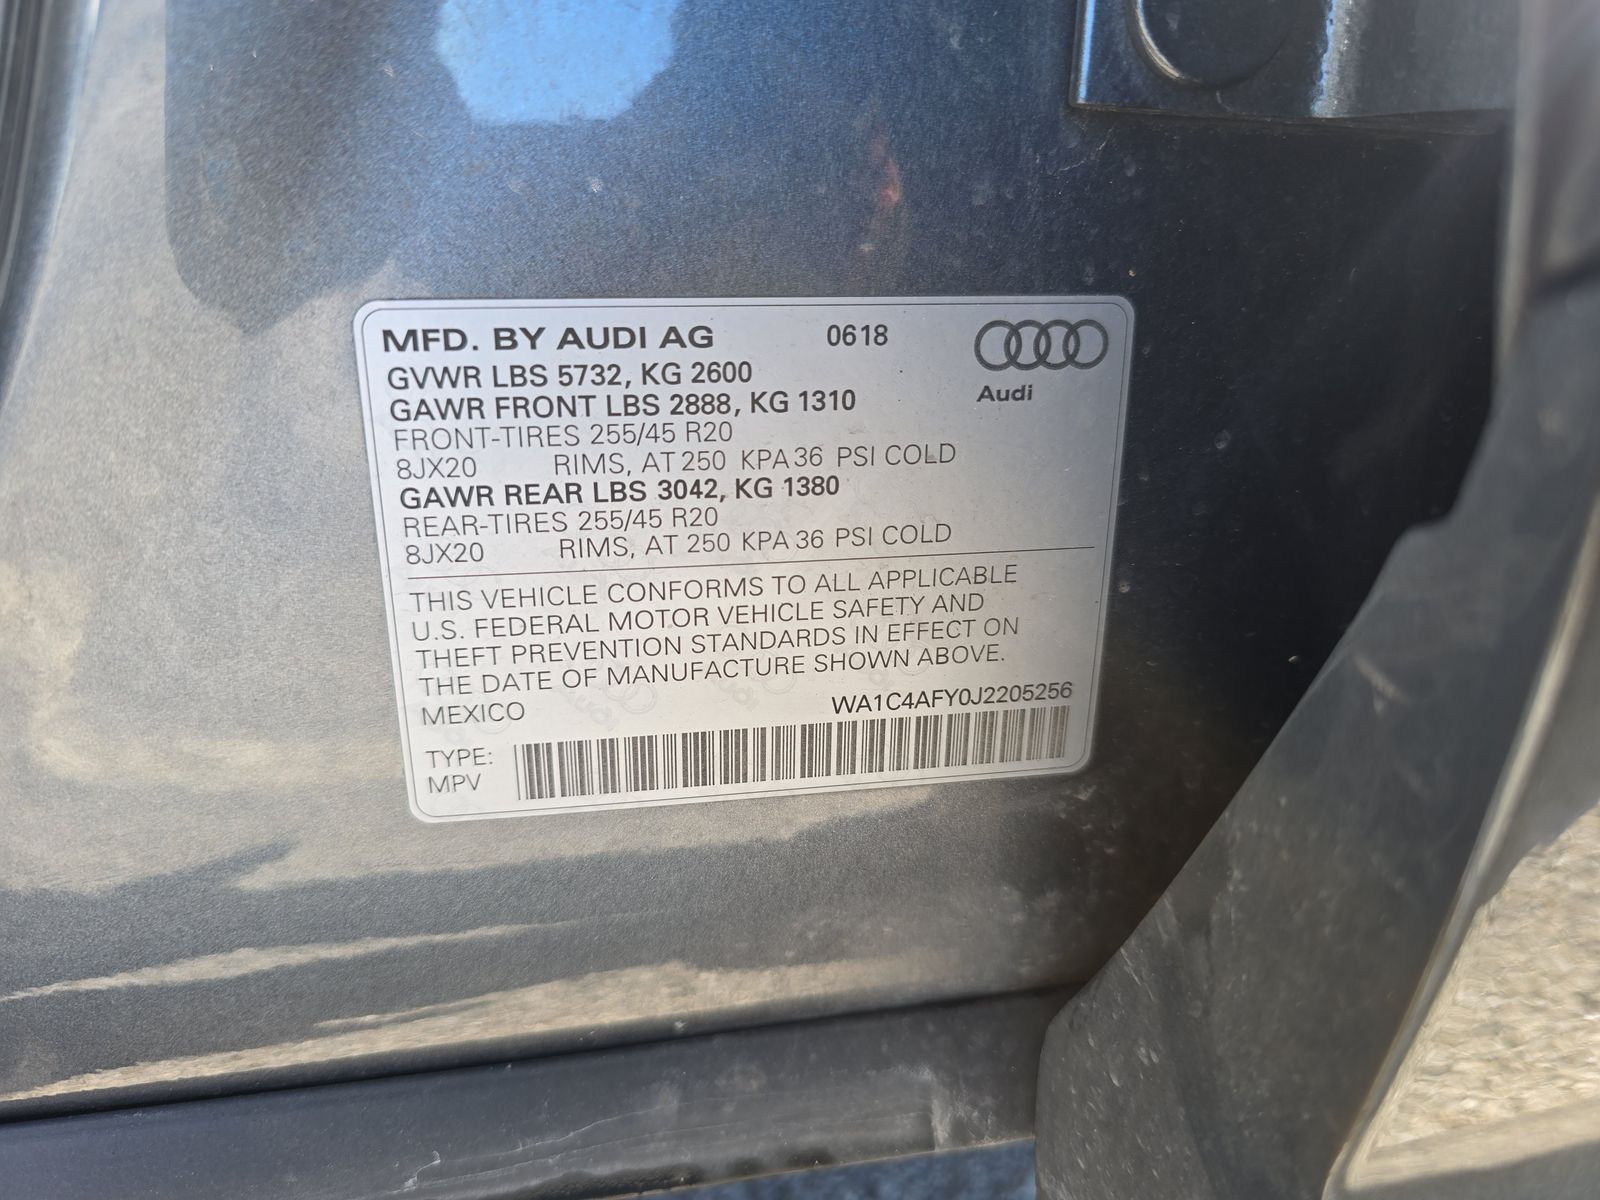 MFD. BY AUDI AG 0618
Audi
GVWR LBS 5732, KG 2600
GAWR FRONT LBS 2888, KG 1310
FRONT-TIRES 255/45 R20
8JX20 RIMS, AT 250 KPA 36 PSI COLD
GAWR REAR LBS 3042, KG 1380
REAR-TIRES 255/45 R20
8JX20 RIMS, AT 250 KPA 36 PSI COLD
THIS VEHICLE CONFORMS TO ALL APPLICABLE
U.S. FEDERAL MOTOR VEHICLE SAFETY AND
THEFT PREVENTION STANDARDS IN EFFECT ON
THE DATE OF MANUFACTURE SHOWN ABOVE.
MEXICO WA1C4AFY0J2205256
TYPE:
MPV